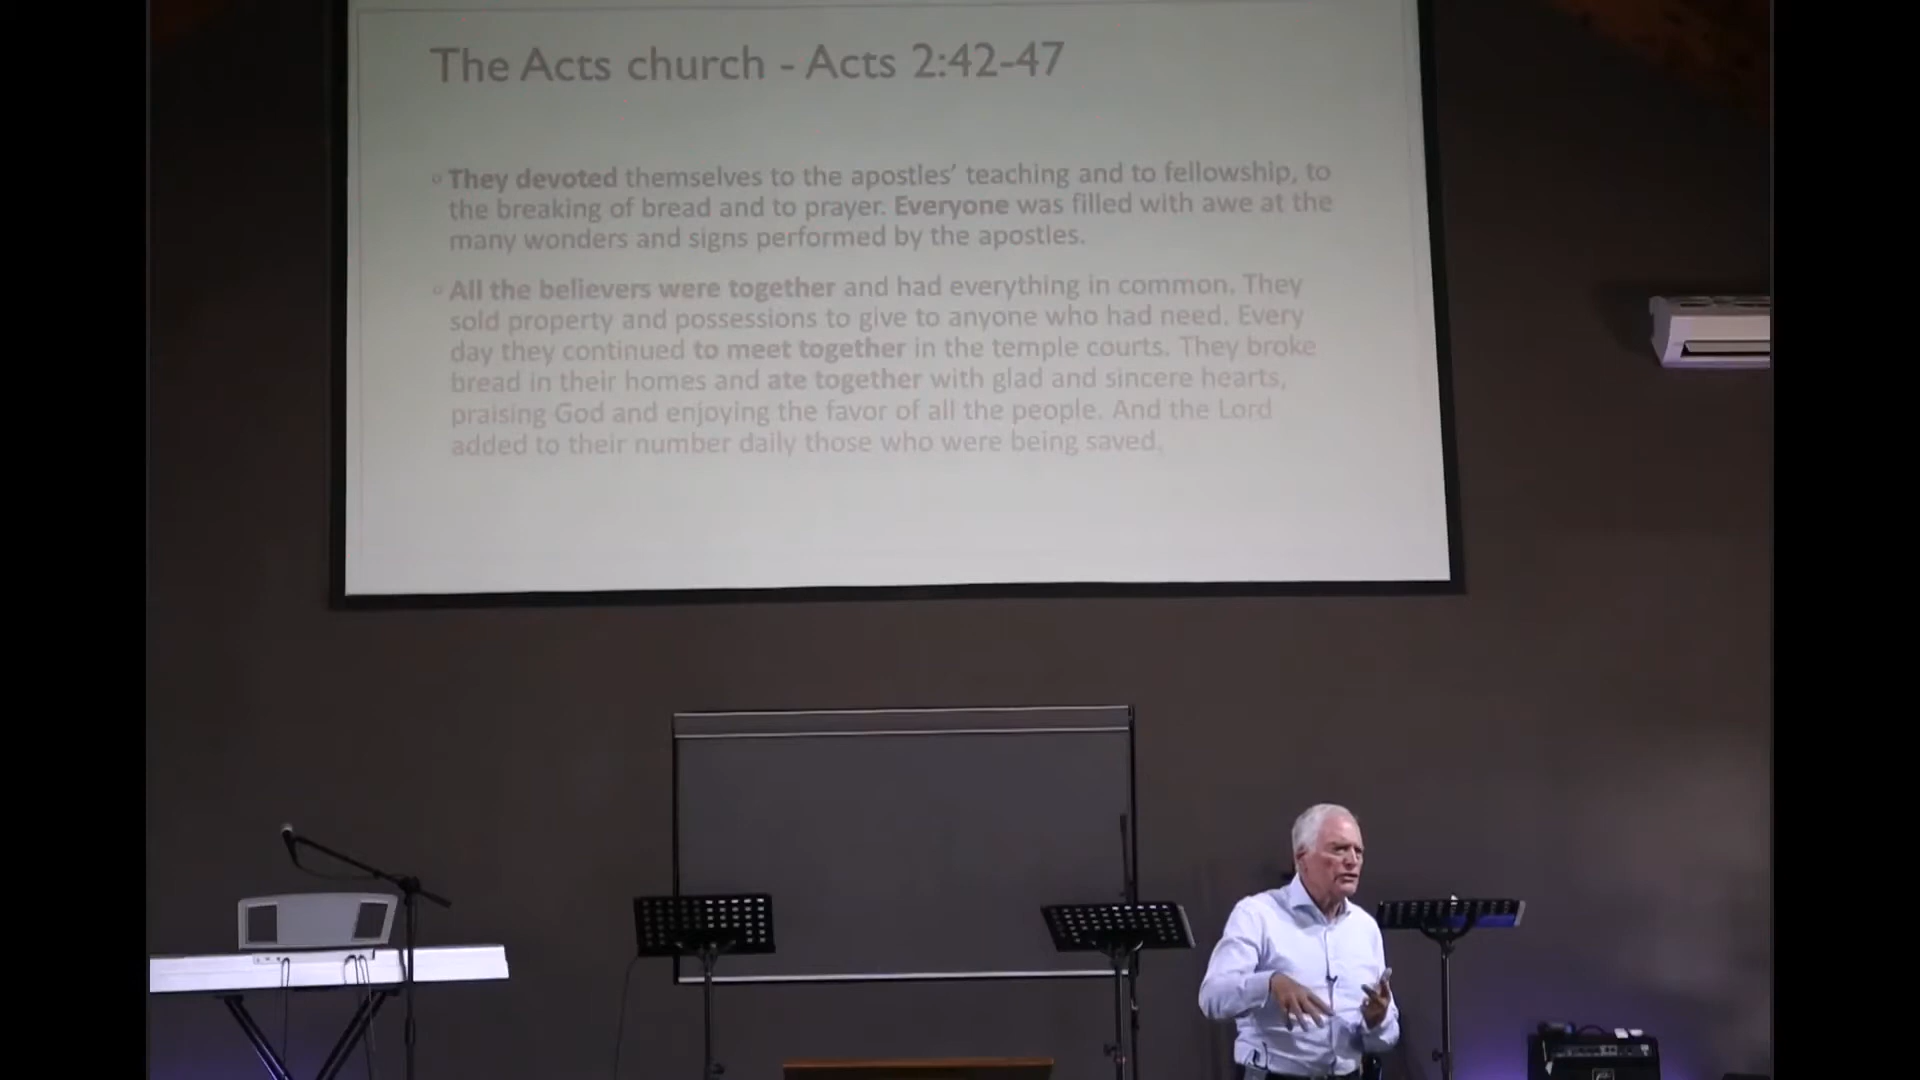 The Acts church - Acts 2:42-47
They devoted themselves to the apostles' teaching and to fellowship, to
the breaking of bread and to prayer. Everyone was filled with awe at the
many wonders and signs performed by the apostles.
All the believers were together and had everything in common. They
sold property and possessions to give to anyone who had need. Every
day they continued to meet together in the temple courts. They broke
bread in their homes and ate together with glad and sincere hearts,
praising God and enjoying the favor of all the people. And the Lord
added to their number daily those who were being saved.